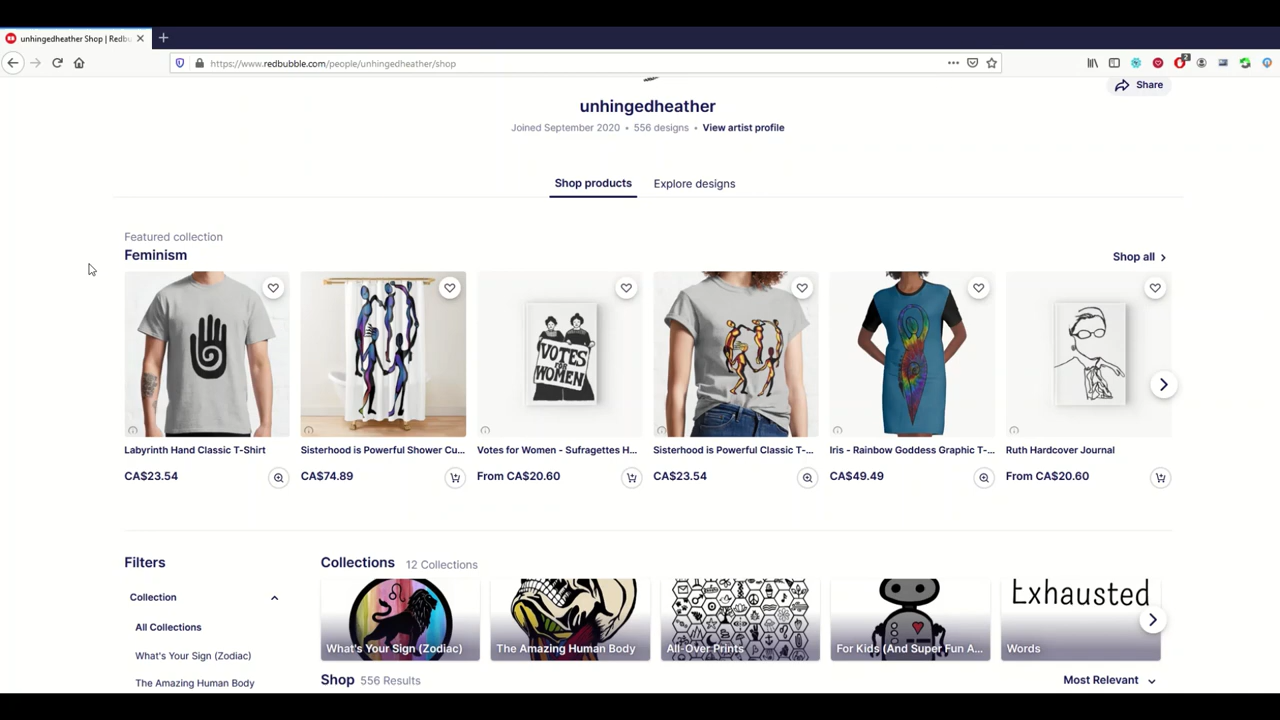 unhingedheather Shop | Redbu
https://www.redbubble.com/people/unhingedheather/shop
2
Share
unhingedheather
Joined September 2020 • 556 designs • View artist profile
Shop products
Explore designs
Featured collection
Feminism
Shop all
VOTES
FOR
WOMEN
Labyrinth Hand Classic T-Shirt
Sisterhood is Powerful Shower Cu...
Votes for Women - Sufragettes H...
Sisterhood is Powerful Classic T-...
Iris - Rainbow Goddess Graphic T-...
Ruth Hardcover Journal
CA$23.54
CA$74.89
From CA$20.60
CA$23.54
CA$49.49
From CA$20.60
Filters
Collections 12 Collections
Collection
All Collections
What's Your Sign (Zodiac)
The Amazing Human Body
Exhausted
What's Your Sign (Zodiac)
The Amazing Human Body
All-Over Prints
For Kids (And Super Fun A...
Words
Shop 556 Results
Most Relevant